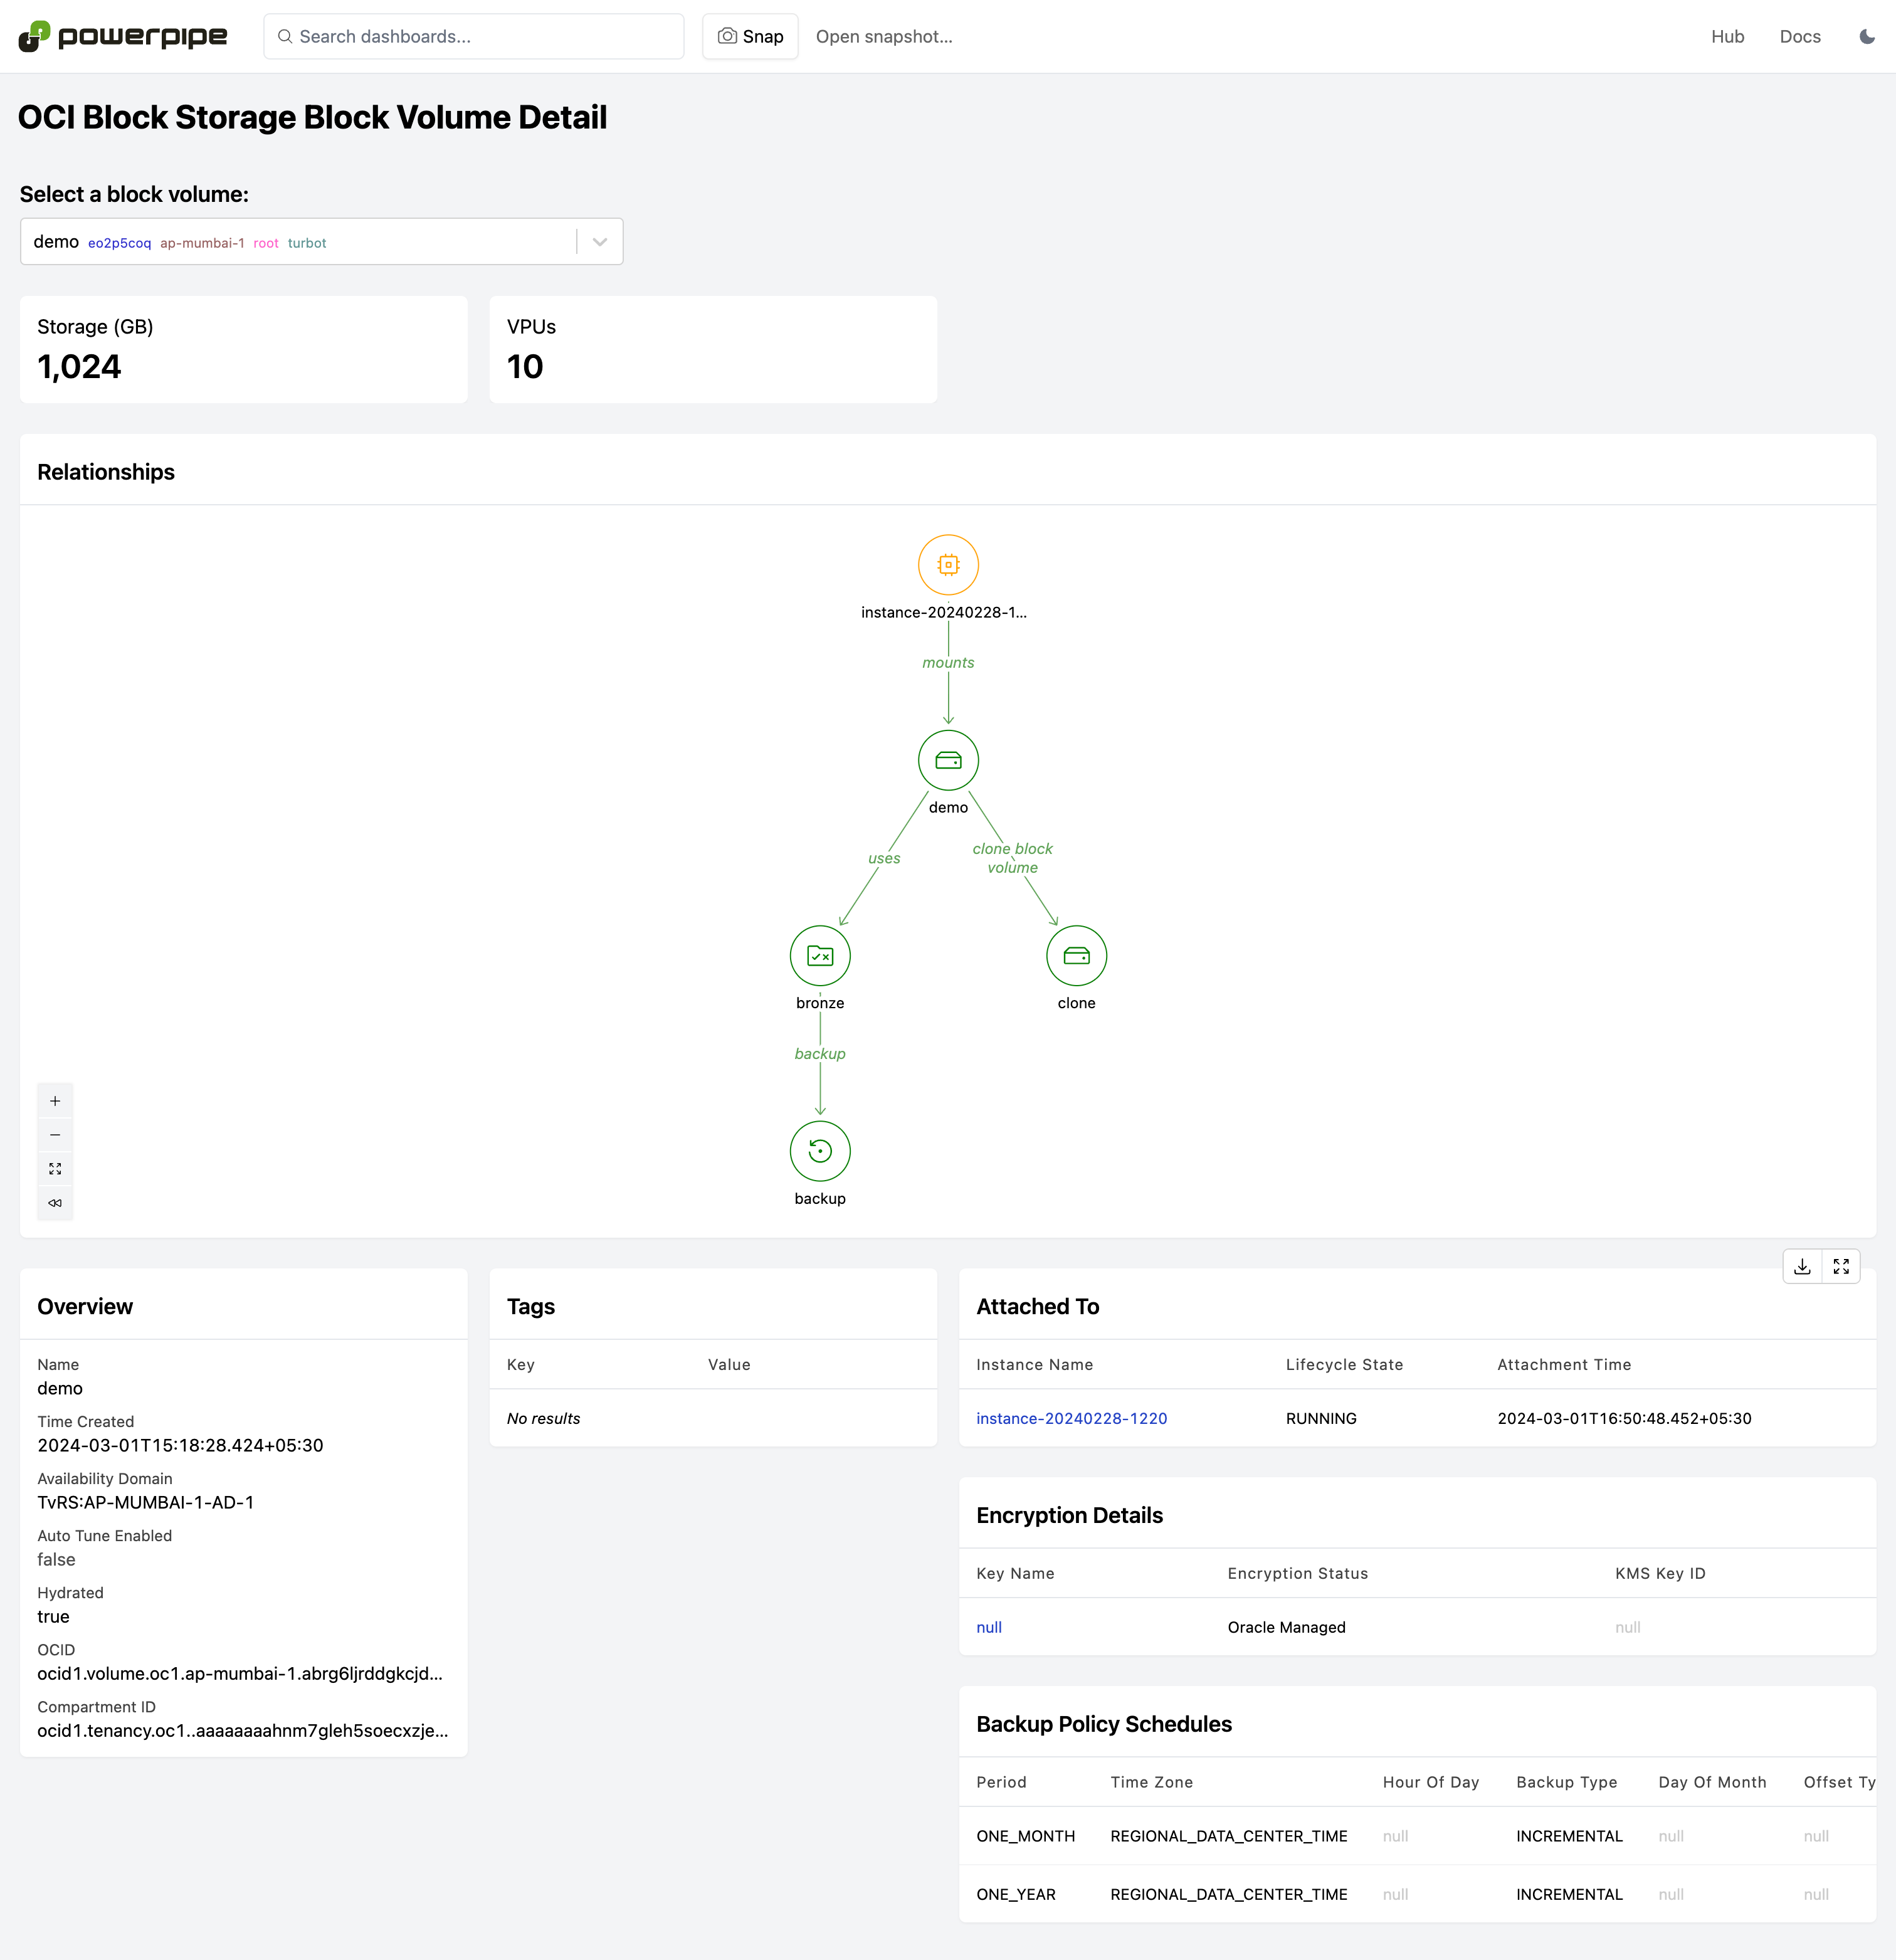 powerpipe
Search dashboards...
Snap
Open snapshot...
Hub
Docs
OCI Block Storage Block Volume Detail
Select a block volume:
demo eo2p5coq ap-mumbai-1 root turbot
Storage (GB)
1,024
VPUs
10
Relationships
instance-20240228-1...
mounts
demo
uses
clone block
volume
bronze
clone
backup
backup
Overview
Name
demo
Time Created
2024-03-01T15:18:28.424+05:30
Availability Domain
TvRS:AP-MUMBAI-1-AD-1
Auto Tune Enabled
false
Hydrated
true
OCID
ocid1.volume.oc1.ap-mumbai-1.abrg6ljrddgkcjd...
Compartment ID
ocid1.tenancy.oc1..aaaaaaaahnm7gleh5soecxzje...
Tags
Key Value
No results
Attached To
Instance Name Lifecycle State Attachment Time
instance-20240228-1220 RUNNING 2024-03-01T16:50:48.452+05:30
Encryption Details
Key Name Encryption Status KMS Key ID
null Oracle Managed null
Backup Policy Schedules
Period Time Zone Hour Of Day Backup Type Day Of Month Offset Ty
ONE_MONTH REGIONAL_DATA_CENTER_TIME null INCREMENTAL null null
ONE_YEAR REGIONAL_DATA_CENTER_TIME null INCREMENTAL null null